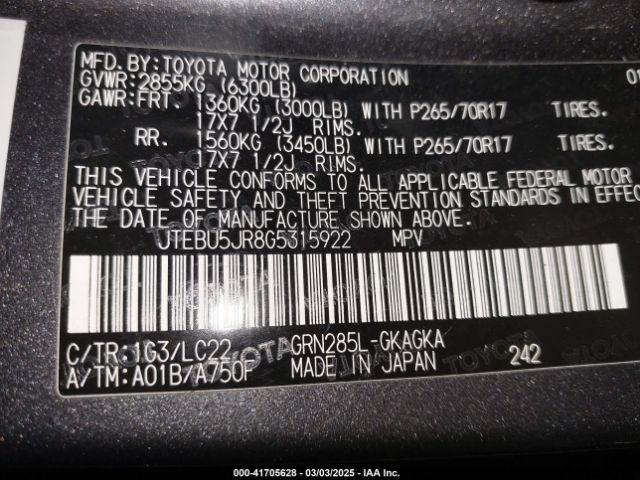 MFD.BY:TOYOTA MOTOR CORPORATION 01
GVWR:2855KG (6300LB)
GAWR:FRT. 1360KG (3000LB) WITH P265/70R17 TIRES.
17X7 1/2J RIMS.
RR. 1560KG (3450LB) WITH P265/70R17 TIRES.
17X7 1/2J RIMS.
THIS VEHICLE CONFORMS TO ALL APPLICABLE FEDERAL MOTOR
VEHICLE SAFETY AND THEFT PREVENTION STANDARDS IN EFFEC
THE DATE OF MANUFACTURE SHOWN ABOVE.
JTEBU5JR8G5315922 MPV
C/TR:1G3/LC22 GRN285L-GKAGKA
A/TM:A01B/A750F MADE IN JAPAN 242
000-41705628 - 03/03/2025 - IAA Inc.